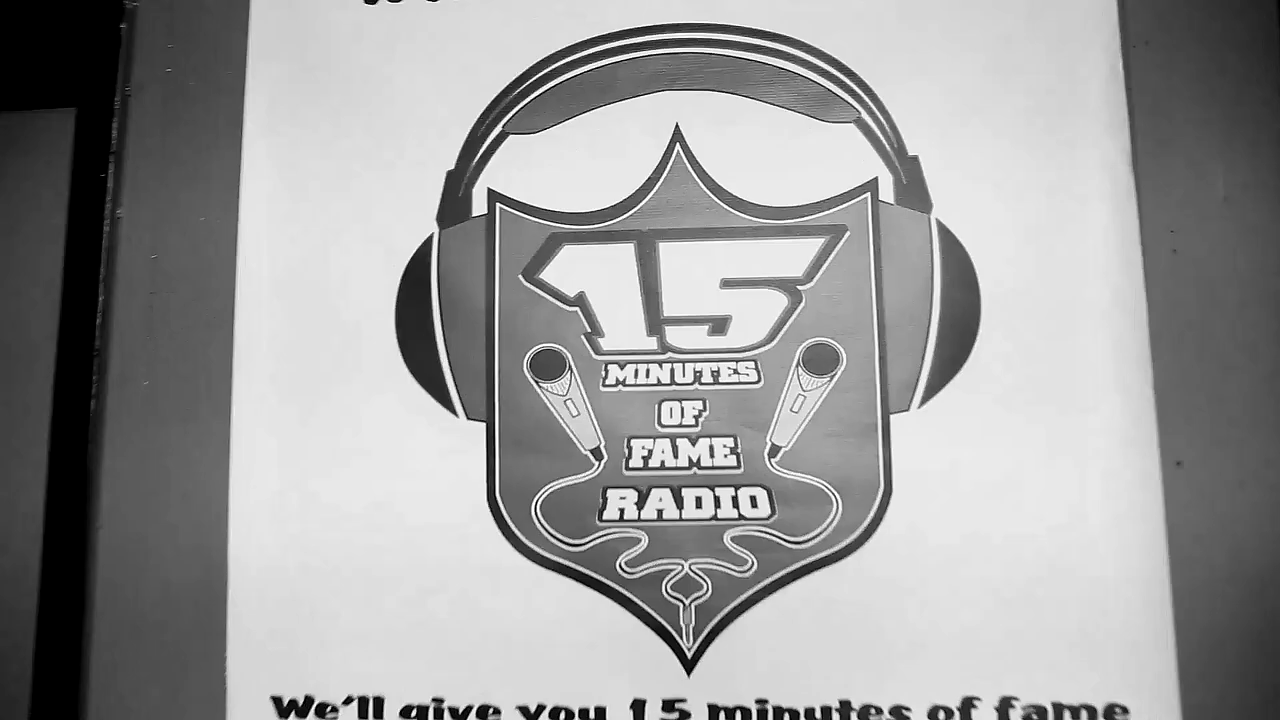 15
MINUTES
OF
FAME
RADIO
We'll give you 15 minutes of fame